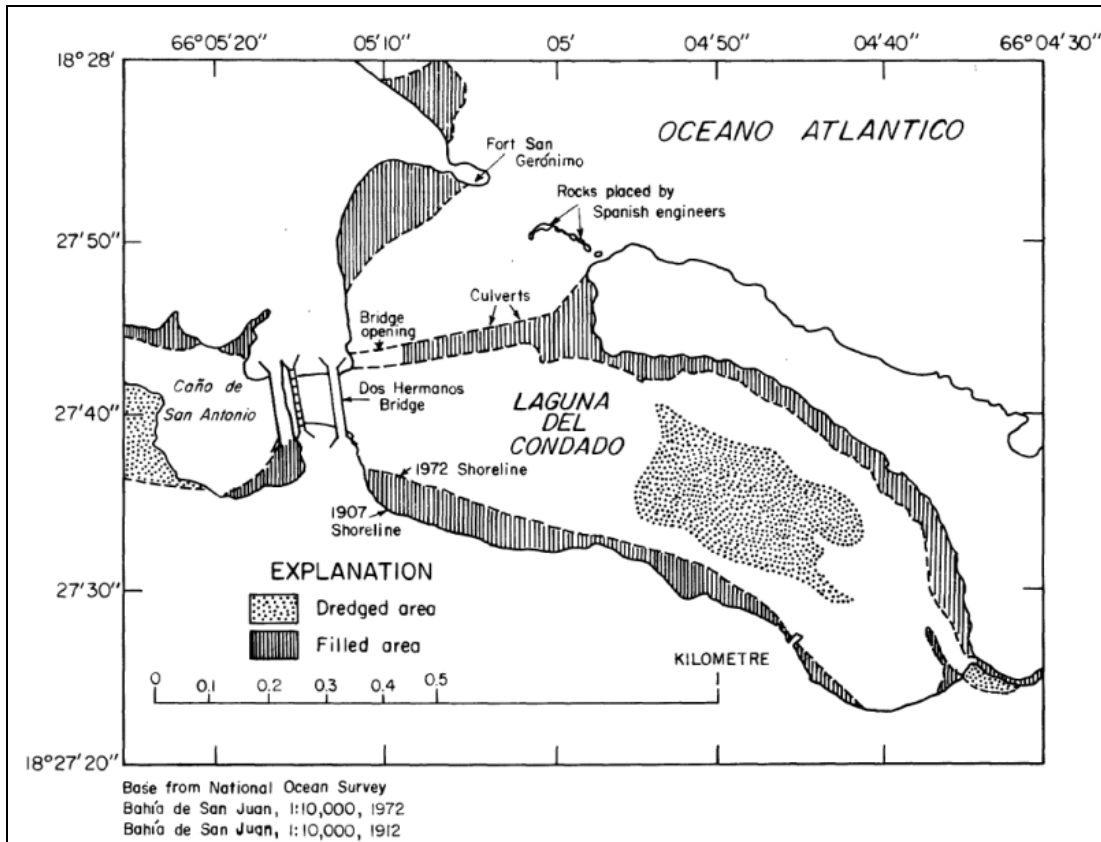 66°05'20" 05'10" 05' 04'50" 04'40" 66°04'30"
18°28'
OCEANO ATLANTICO
Fort San
Gerónimo
Rocks placed by
Spanish engineers
27'50"
Culverts
Bridge
opening
Caño de
San Antonio
Dos Hermanos
Bridge
27'40"
LAGUNA
DEL
CONDADO
1972 Shoreline
1907
Shoreline
27'30"
EXPLANATION
Dredged area
Filled area
KILOMETRE
0 0.1 0.2 0.3 0.4 0.5 1
18°27'20"
Base from National Ocean Survey
Bahía de San Juan, 1:10,000, 1972
Bahía de San Juan, 1:10,000, 1912